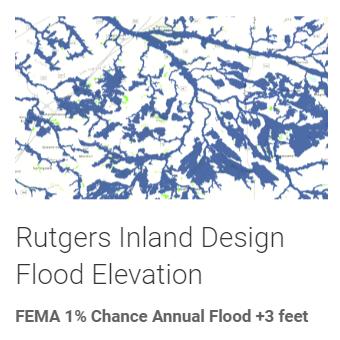 Rutgers Inland Design
Flood Elevation
FEMA 1% Chance Annual Flood +3 feet